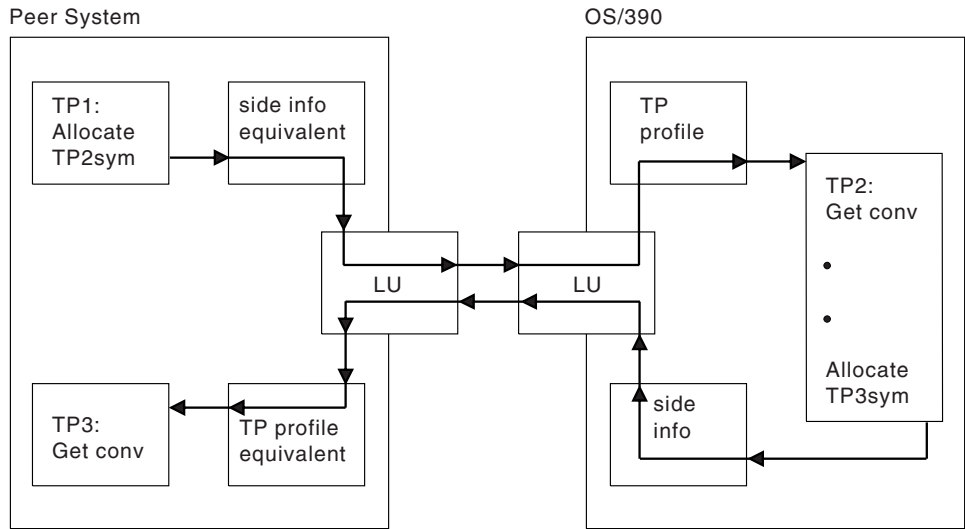 Peer System
OS/390
TP1:
Allocate
TP2sym
side info
equivalent
TP
profile
TP2:
Get conv
LU
LU
Allocate
TP3sym
TP3:
Get conv
TP profile
equivalent
side
info